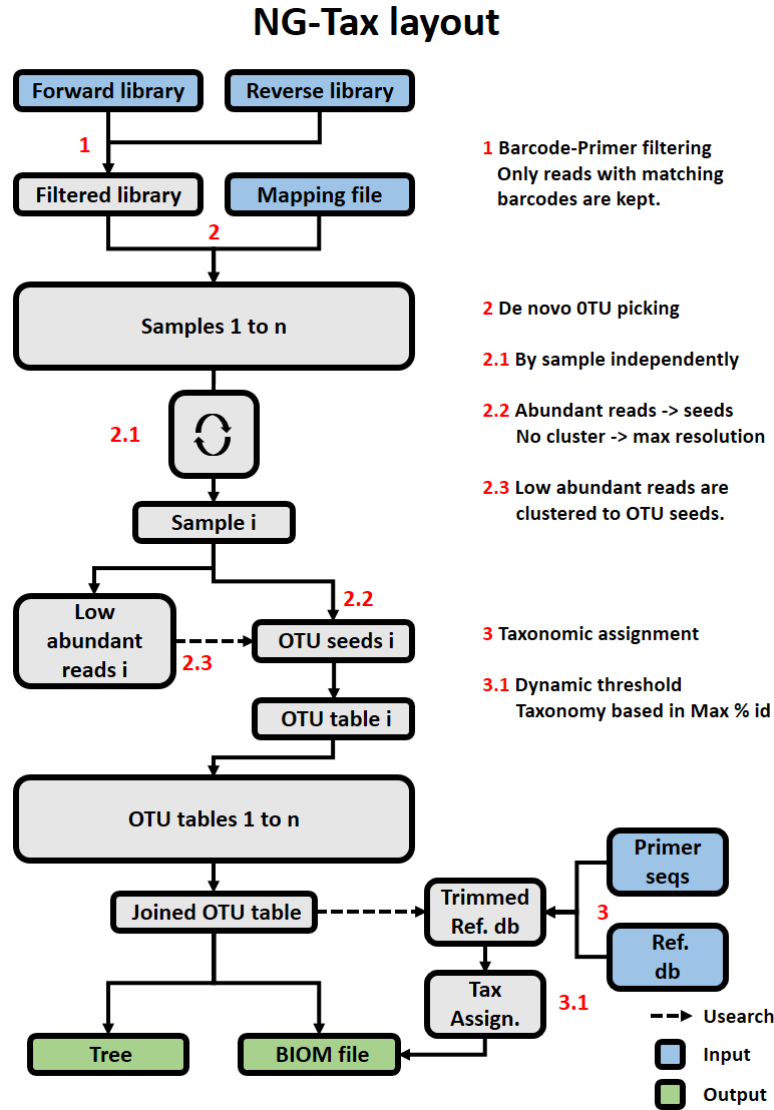 NG-Tax layout
Forward library
Reverse library
1
1 Barcode-Primer filtering
Only reads with matching
barcodes are kept.
Filtered library
Mapping file
2
Samples 1 to n
2 De novo 0TU picking
2.1 By sample independently
2.1
2.2 Abundant reads -> seeds
No cluster -> max resolution
2.3 Low abundant reads are
clustered to OTU seeds.
Sample i
2.2
Low
abundant
reads i
2.3
OTU seeds i
3 Taxonomic assignment
3.1 Dynamic threshold
Taxonomy based in Max % id
OTU table i
OTU tables 1 to n
Primer
seqs
Joined OTU table
Trimmed
Ref. db
3
Ref.
db
Tax
Assign.
3.1
Tree
BIOM file
Usearch
Input
Output